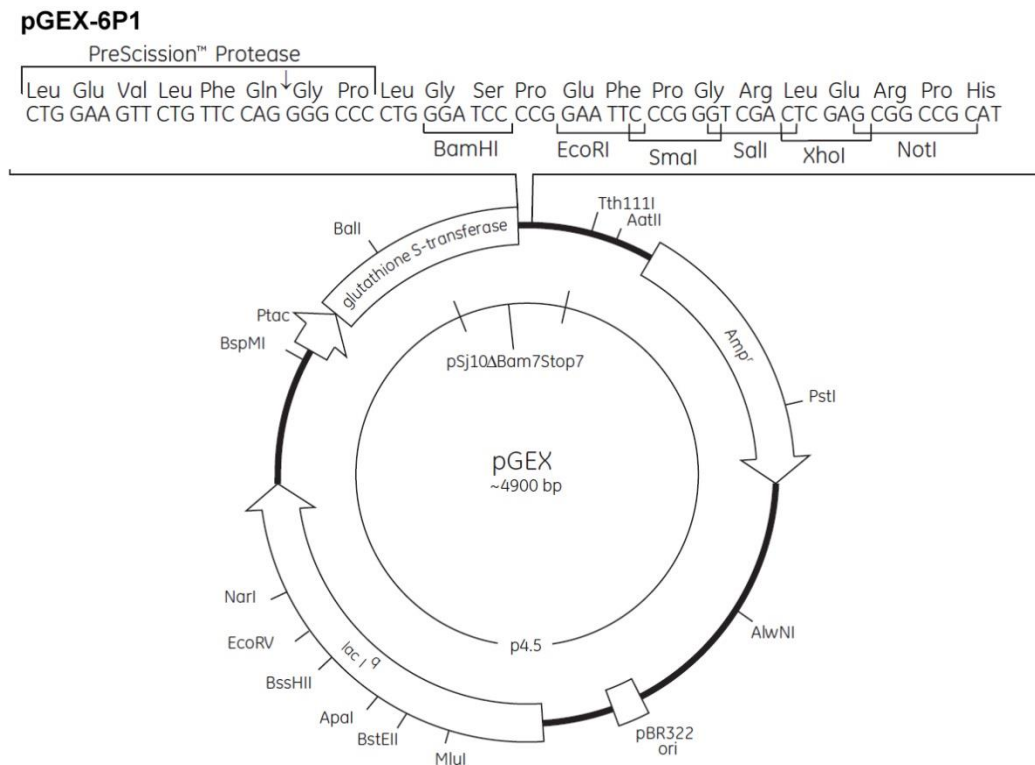 pGEX-6P1
PreScission™ Protease
Leu Glu Val Leu Phe Gln↓Gly Pro Leu Gly Ser Pro Glu Phe Pro Gly Arg Leu Glu Arg Pro His
CTG GAA GTT CTG TTC CAG GGG CCC CTG GGA TCC CCG GAA TTC CCG GGT CGA CTC GAG CGG CCG CAT
BamHI EcoRI SmaI SalI XhoI NotI
Tth111I
AatII
BalI
glutathione S-transferase
Ptac
BspMI
Ampʳ
pSj10ΔBam7Stop7
PstI
pGEX
~4900 bp
NarI
EcoRV
BssHII
ApaI
BstEII
MluI
lac Iq
p4.5
AlwNI
pBR322
ori